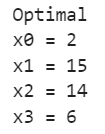 Optimal
x0 = 2
x1 = 15
x2 = 14
x3 = 6